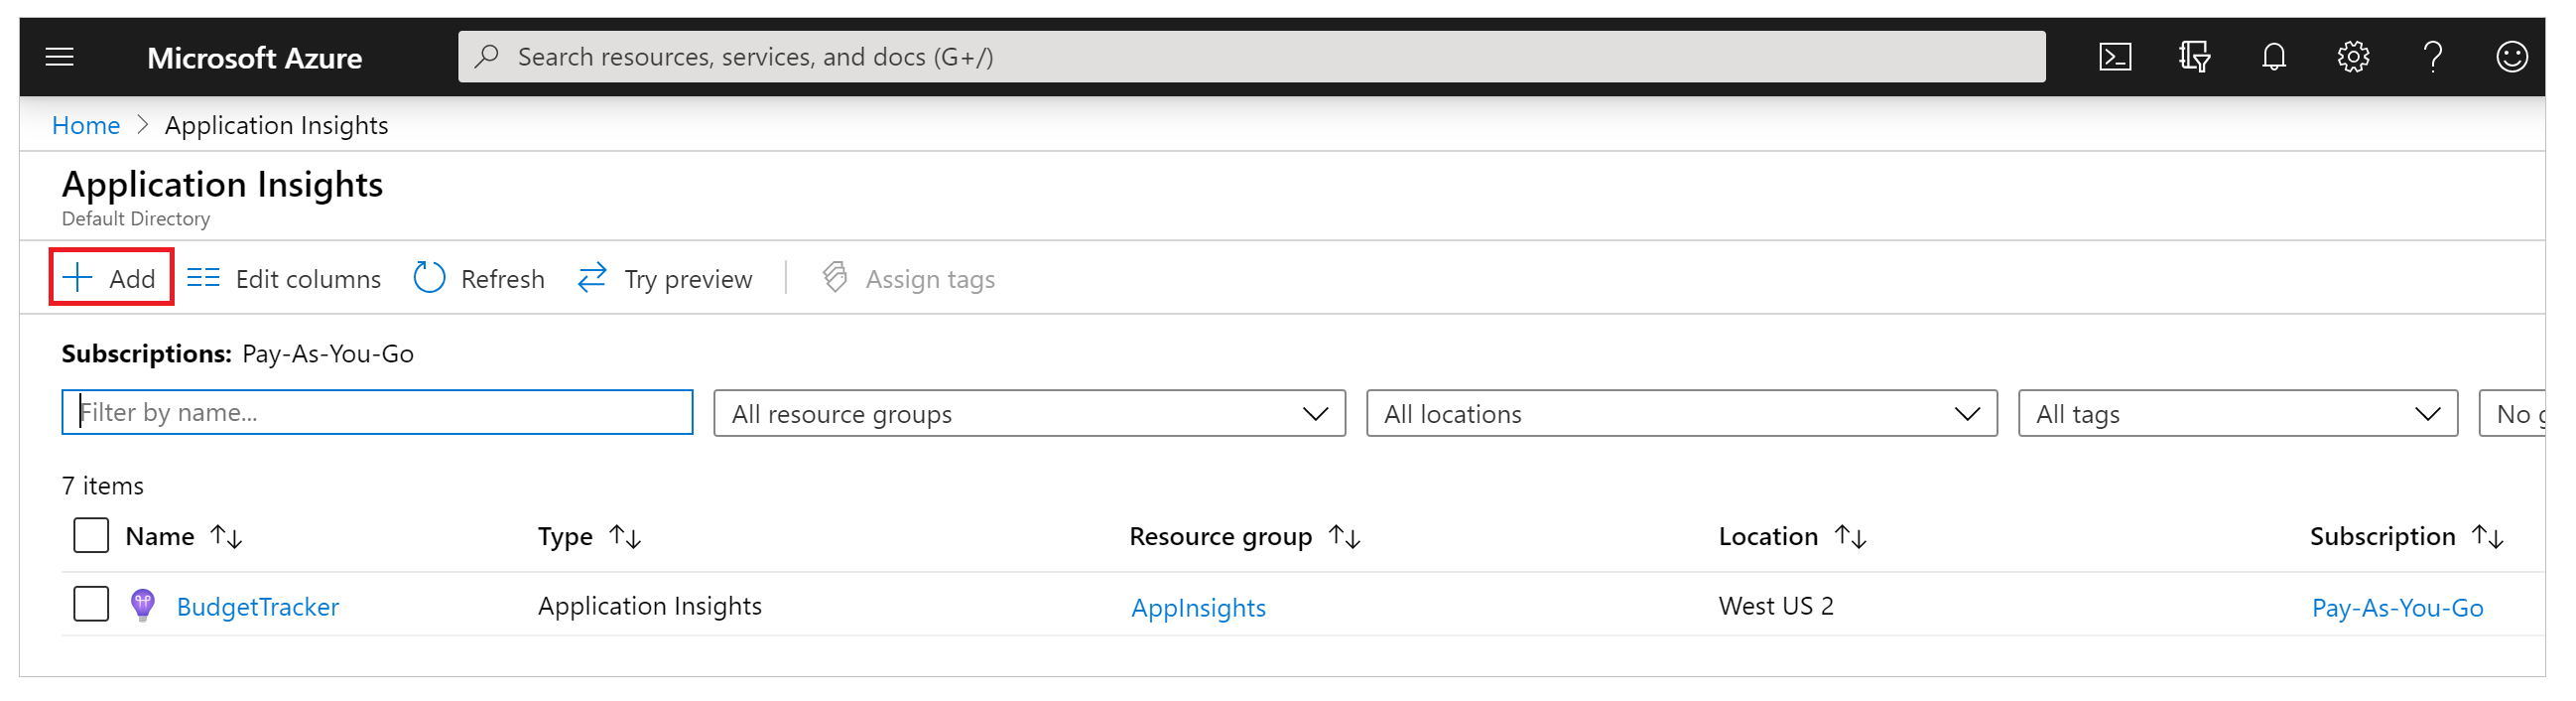 Microsoft Azure
Search resources, services, and docs (G+/)
Home > Application Insights
Application Insights
Default Directory
Add Edit columns Refresh Try preview Assign tags
Subscriptions: Pay-As-You-Go
Filter by name... All resource groups All locations All tags No
7 items
Name Type Resource group Location Subscription
BudgetTracker Application Insights AppInsights West US 2 Pay-As-You-Go